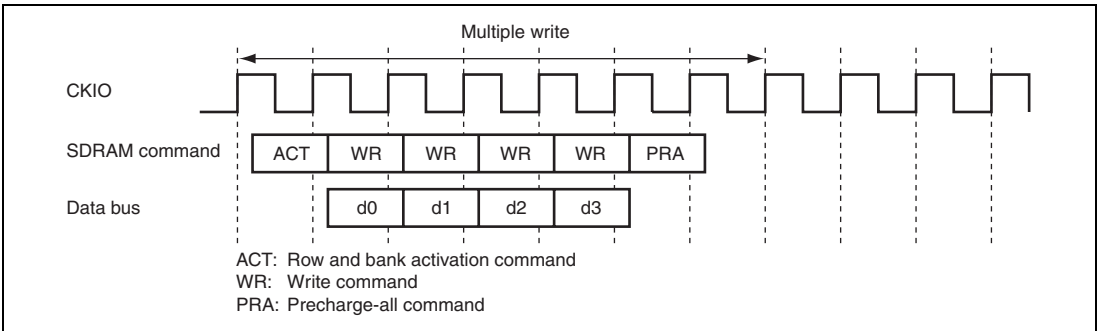 Multiple write
CKIO
SDRAM command ACT WR WR WR WR PRA
Data bus d0 d1 d2 d3
ACT: Row and bank activation command
WR: Write command
PRA: Precharge-all command